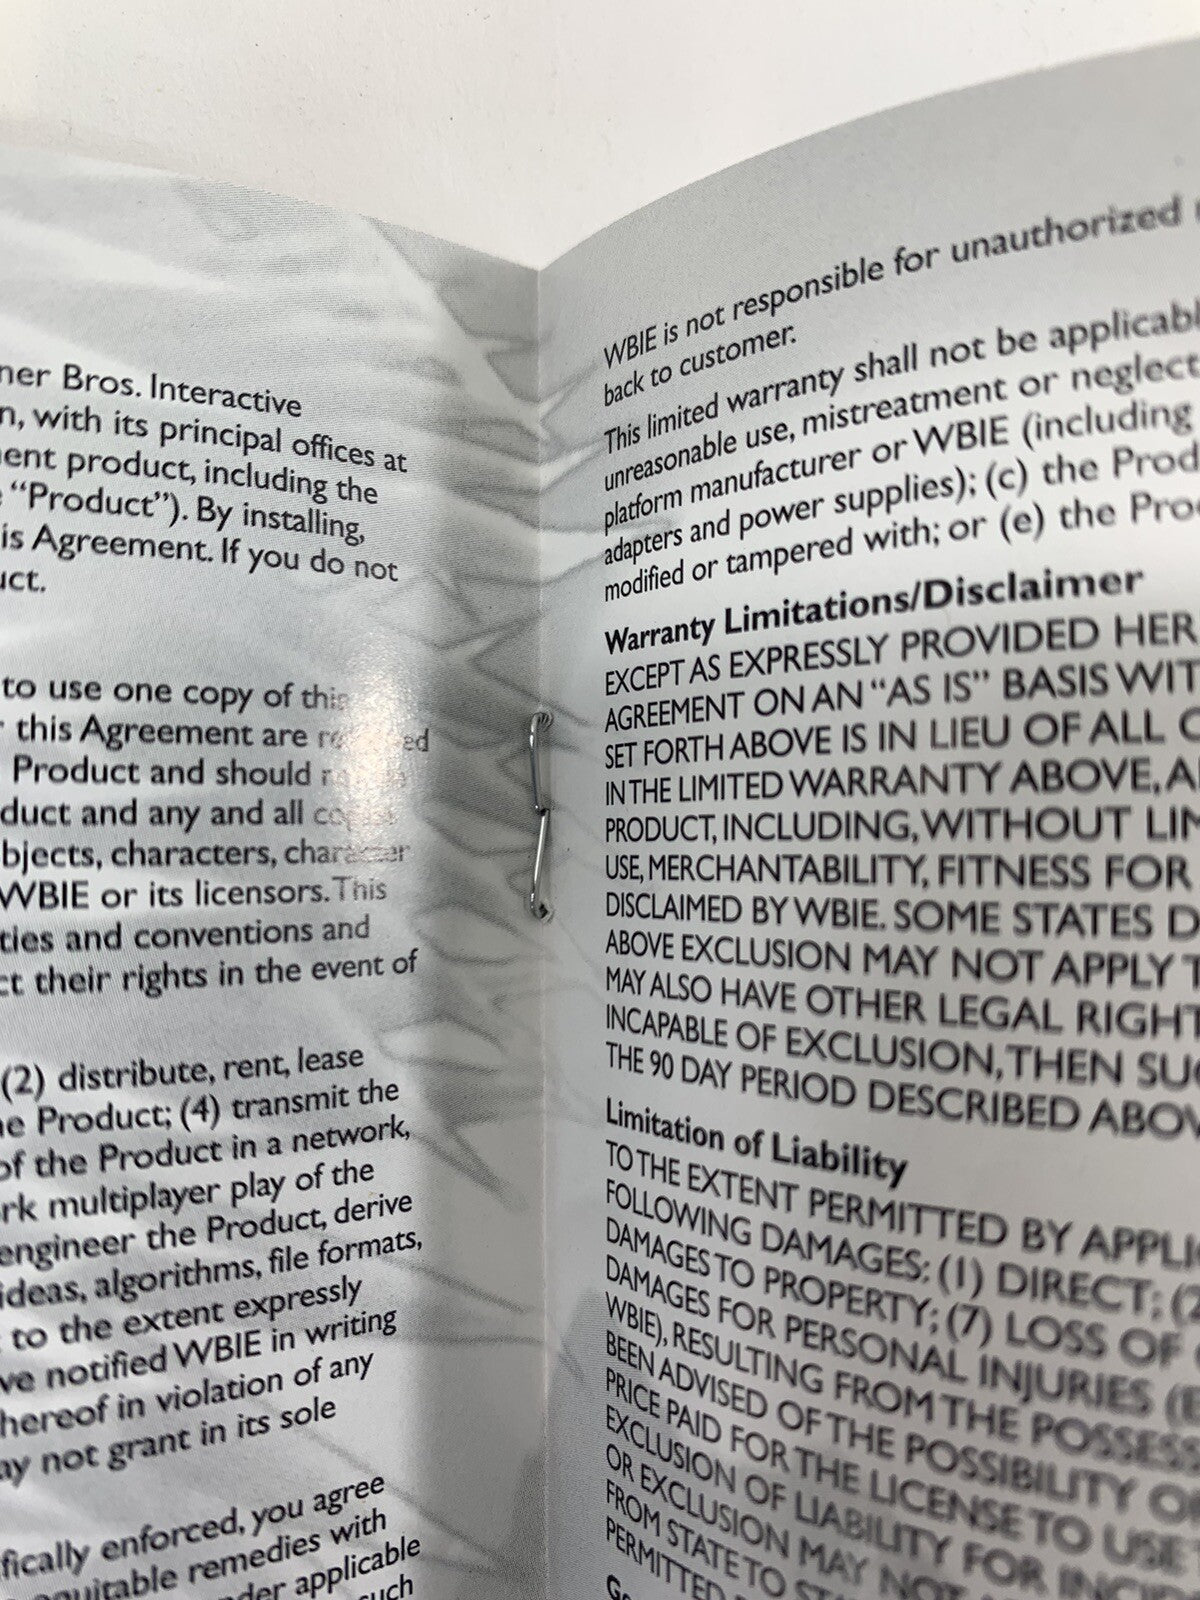 ner Bros. Interactive
n, with its principal offices at
ent product, including the
"Product"). By installing,
is Agreement. If you do not
uct.
to use one copy of this
this Agreement are
Product and should
duct and any and all
bjects, characters, character
WBIE or its licensors. This
ties and conventions and
ct their rights in the event of
(2) distribute, rent, lease
e Product; (4) transmit the
of the Product in a network,
rk multiplayer play of the
engineer the Product, derive
ideas, algorithms, file formats,
to the extent expressly
ve notified WBIE in writing
hereof in violation of any
ay not grant in its sole
fically enforced, you agree
equitable remedies with
der applicable
such
WBIE is not responsible for unauthorized
back to customer.
This limited warranty shall not be applicabl
unreasonable use, mistreatment or neglect
platform manufacturer or WBIE (including
adapters and power supplies); (c) the Prod
modified or tampered with; or (e) the Pro
Warranty Limitations/Disclaimer
EXCEPT AS EXPRESSLY PROVIDED HER
AGREEMENT ON AN "AS IS" BASIS WIT
SET FORTH ABOVE IS IN LIEU OF ALL
IN THE LIMITED WARRANTY ABOVE, A
PRODUCT, INCLUDING, WITHOUT LIM
USE, MERCHANTABILITY, FITNESS FOR
DISCLAIMED BY WBIE. SOME STATES D
ABOVE EXCLUSION MAY NOT APPLY T
MAY ALSO HAVE OTHER LEGAL RIGHT
INCAPABLE OF EXCLUSION, THEN SU
THE 90 DAY PERIOD DESCRIBED ABOV
Limitation of Liability
TO THE EXTENT PERMITTED BY APPLI
FOLLOWING DAMAGES: (1) DIRECT; (2
DAMAGES TO PROPERTY; (7) LOSS OF
DAMAGES FOR PERSONAL INJURIES (E
WBIE), RESULTING FROM THE POSSESS
BEEN ADVISED OF THE POSSIBILITY O
PRICE PAID FOR THE LICENSE TO USE
EXCLUSION OF LIABILITY FOR INCID
OR EXCLUSION MAY NOT
FROM STATE TO STA
PERMITTED
Ge